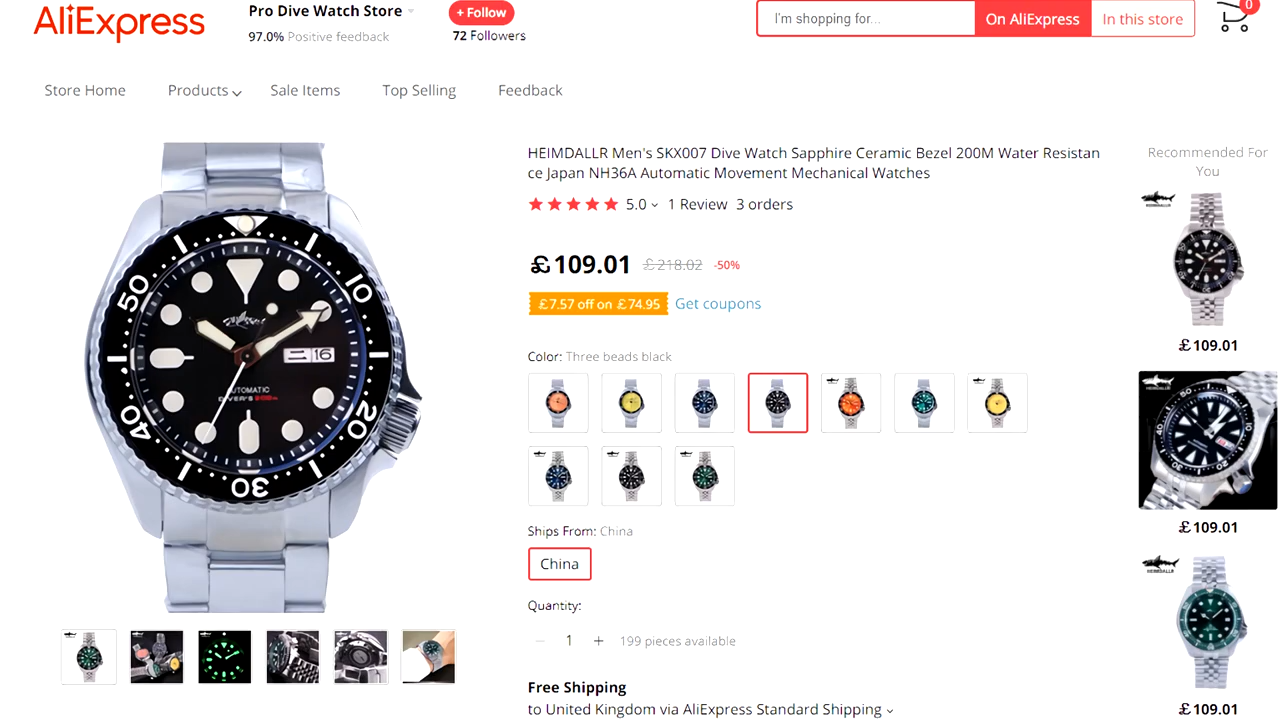 AliExpress
Pro Dive Watch Store
97.0% Positive feedback
+ Follow
72 Followers
I'm shopping for...
On AliExpress
In this store
0
Store Home
Products
Sale Items
Top Selling
Feedback
HEIMDALLR Men's SKX007 Dive Watch Sapphire Ceramic Bezel 200M Water Resistan
ce Japan NH36A Automatic Movement Mechanical Watches
5.0
1 Review
3 orders
£109.01
£218.02
-50%
£7.57 off on £74.95
Get coupons
Color: Three beads black
Ships From: China
China
Quantity:
1
199 pieces available
Free Shipping
to United Kingdom via AliExpress Standard Shipping
10
20
30
40
50
二 16
AUTOMATIC
DIVER'S
Recommended For
You
HEIMDALLR
£109.01
HEIMDALLR
£109.01
HEIMDALLR
£109.01